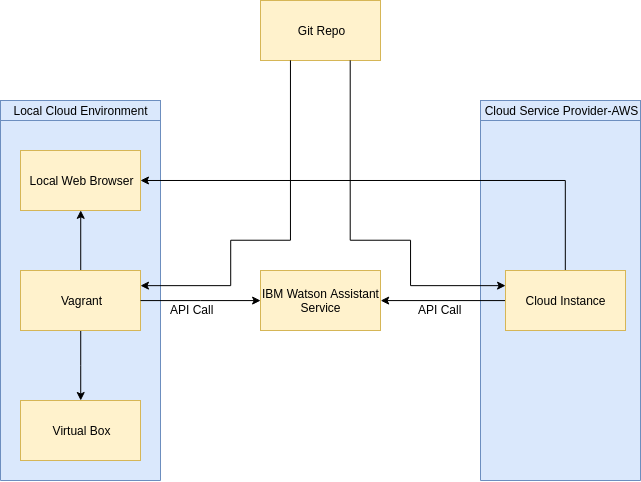 Git Repo
Local Cloud Environment
Cloud Service Provider-AWS
Local Web Browser
Vagrant
API Call
IBM Watson Assistant
Service
API Call
Cloud Instance
Virtual Box